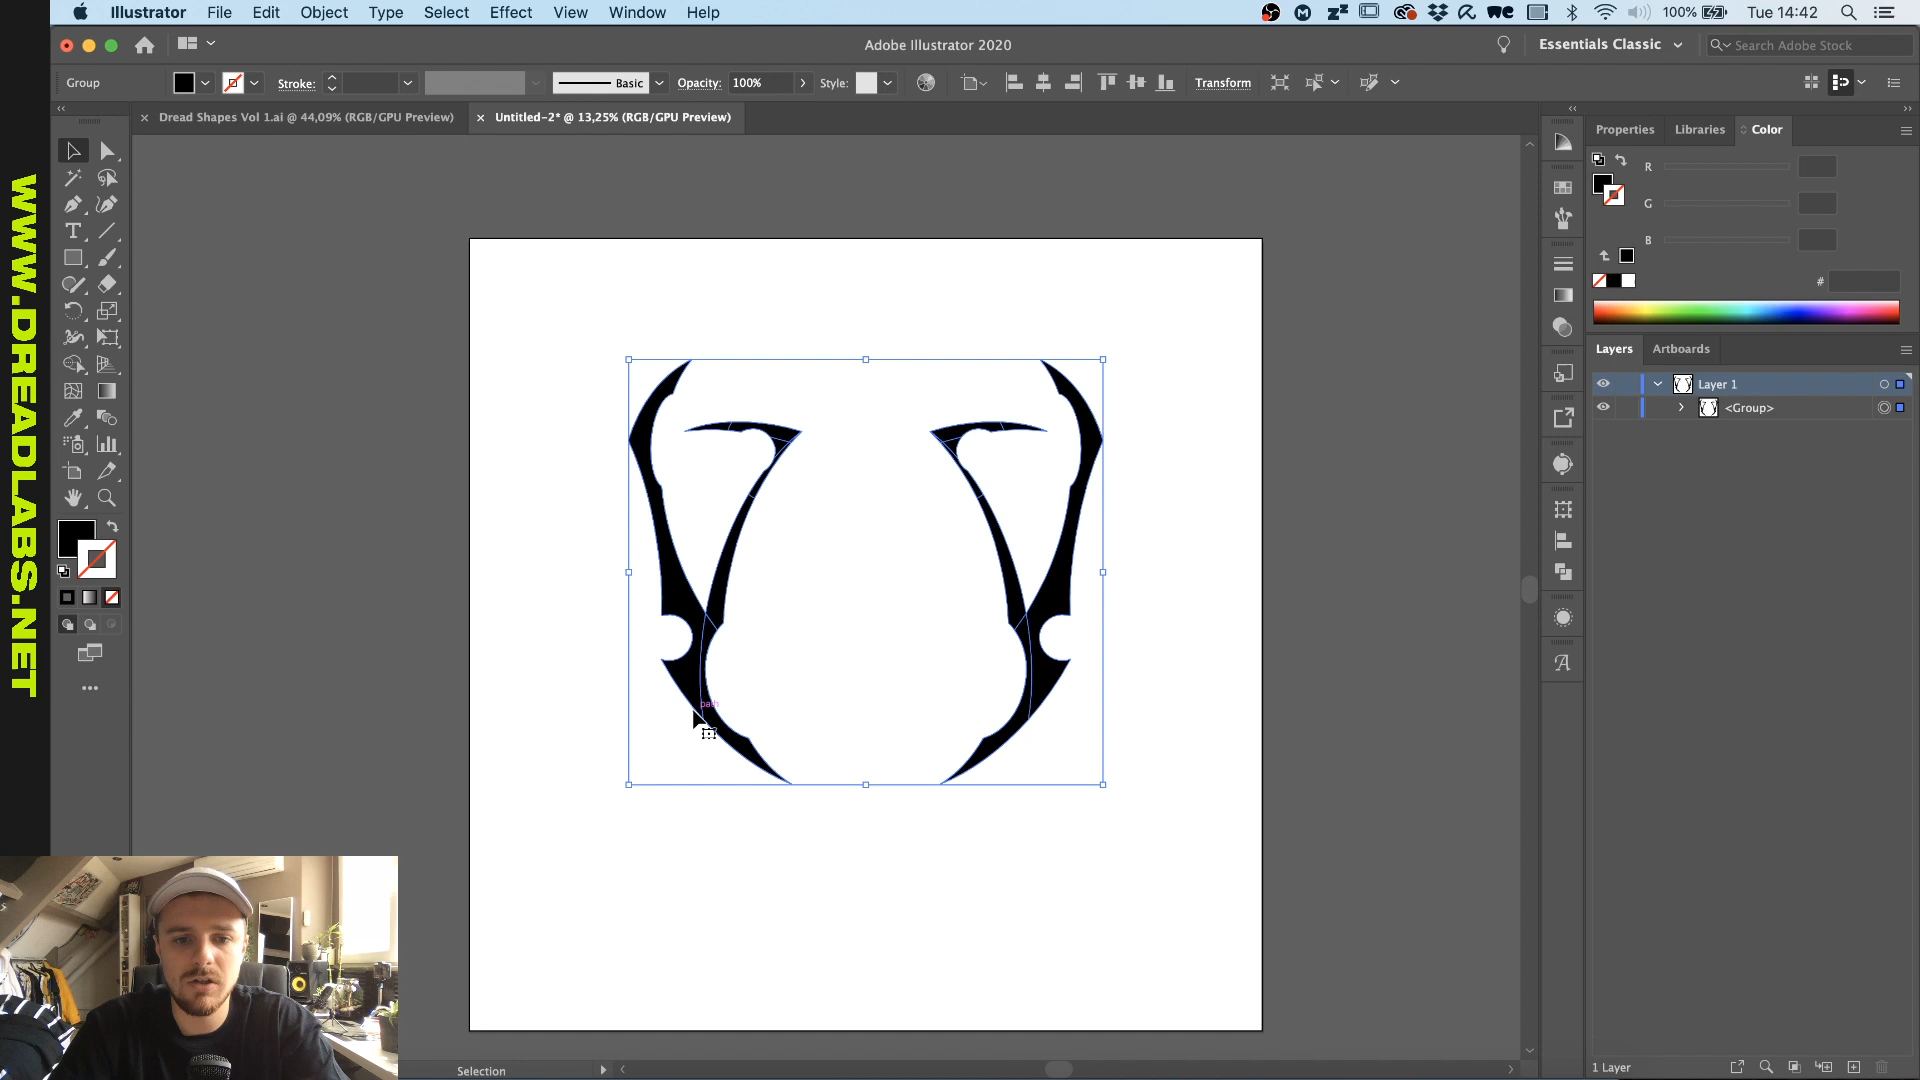 Illustrator File Edit Object Type Select Effect View Window Help
100% Tue 14:42
Adobe Illustrator 2020
Essentials Classic
Search Adobe Stock
Group
Stroke:
Basic
Opacity: 100%
Style:
Transform
Dread Shapes Vol 1.ai @ 44,09% (RGB/GPU Preview)
Untitled-2* @ 13,25% (RGB/GPU Preview)
Properties Libraries Color
R
G
B
#
Layers Artboards
Layer 1
<Group>
path
WWW.DREADLABS.NET
Selection
1 Layer